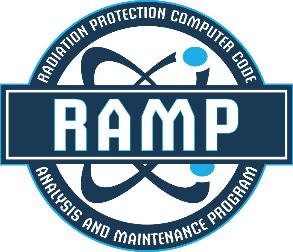 RADIATION PROTECTION COMPUTER CODE
RAMP
ANALYSIS AND MAINTENANCE PROGRAM